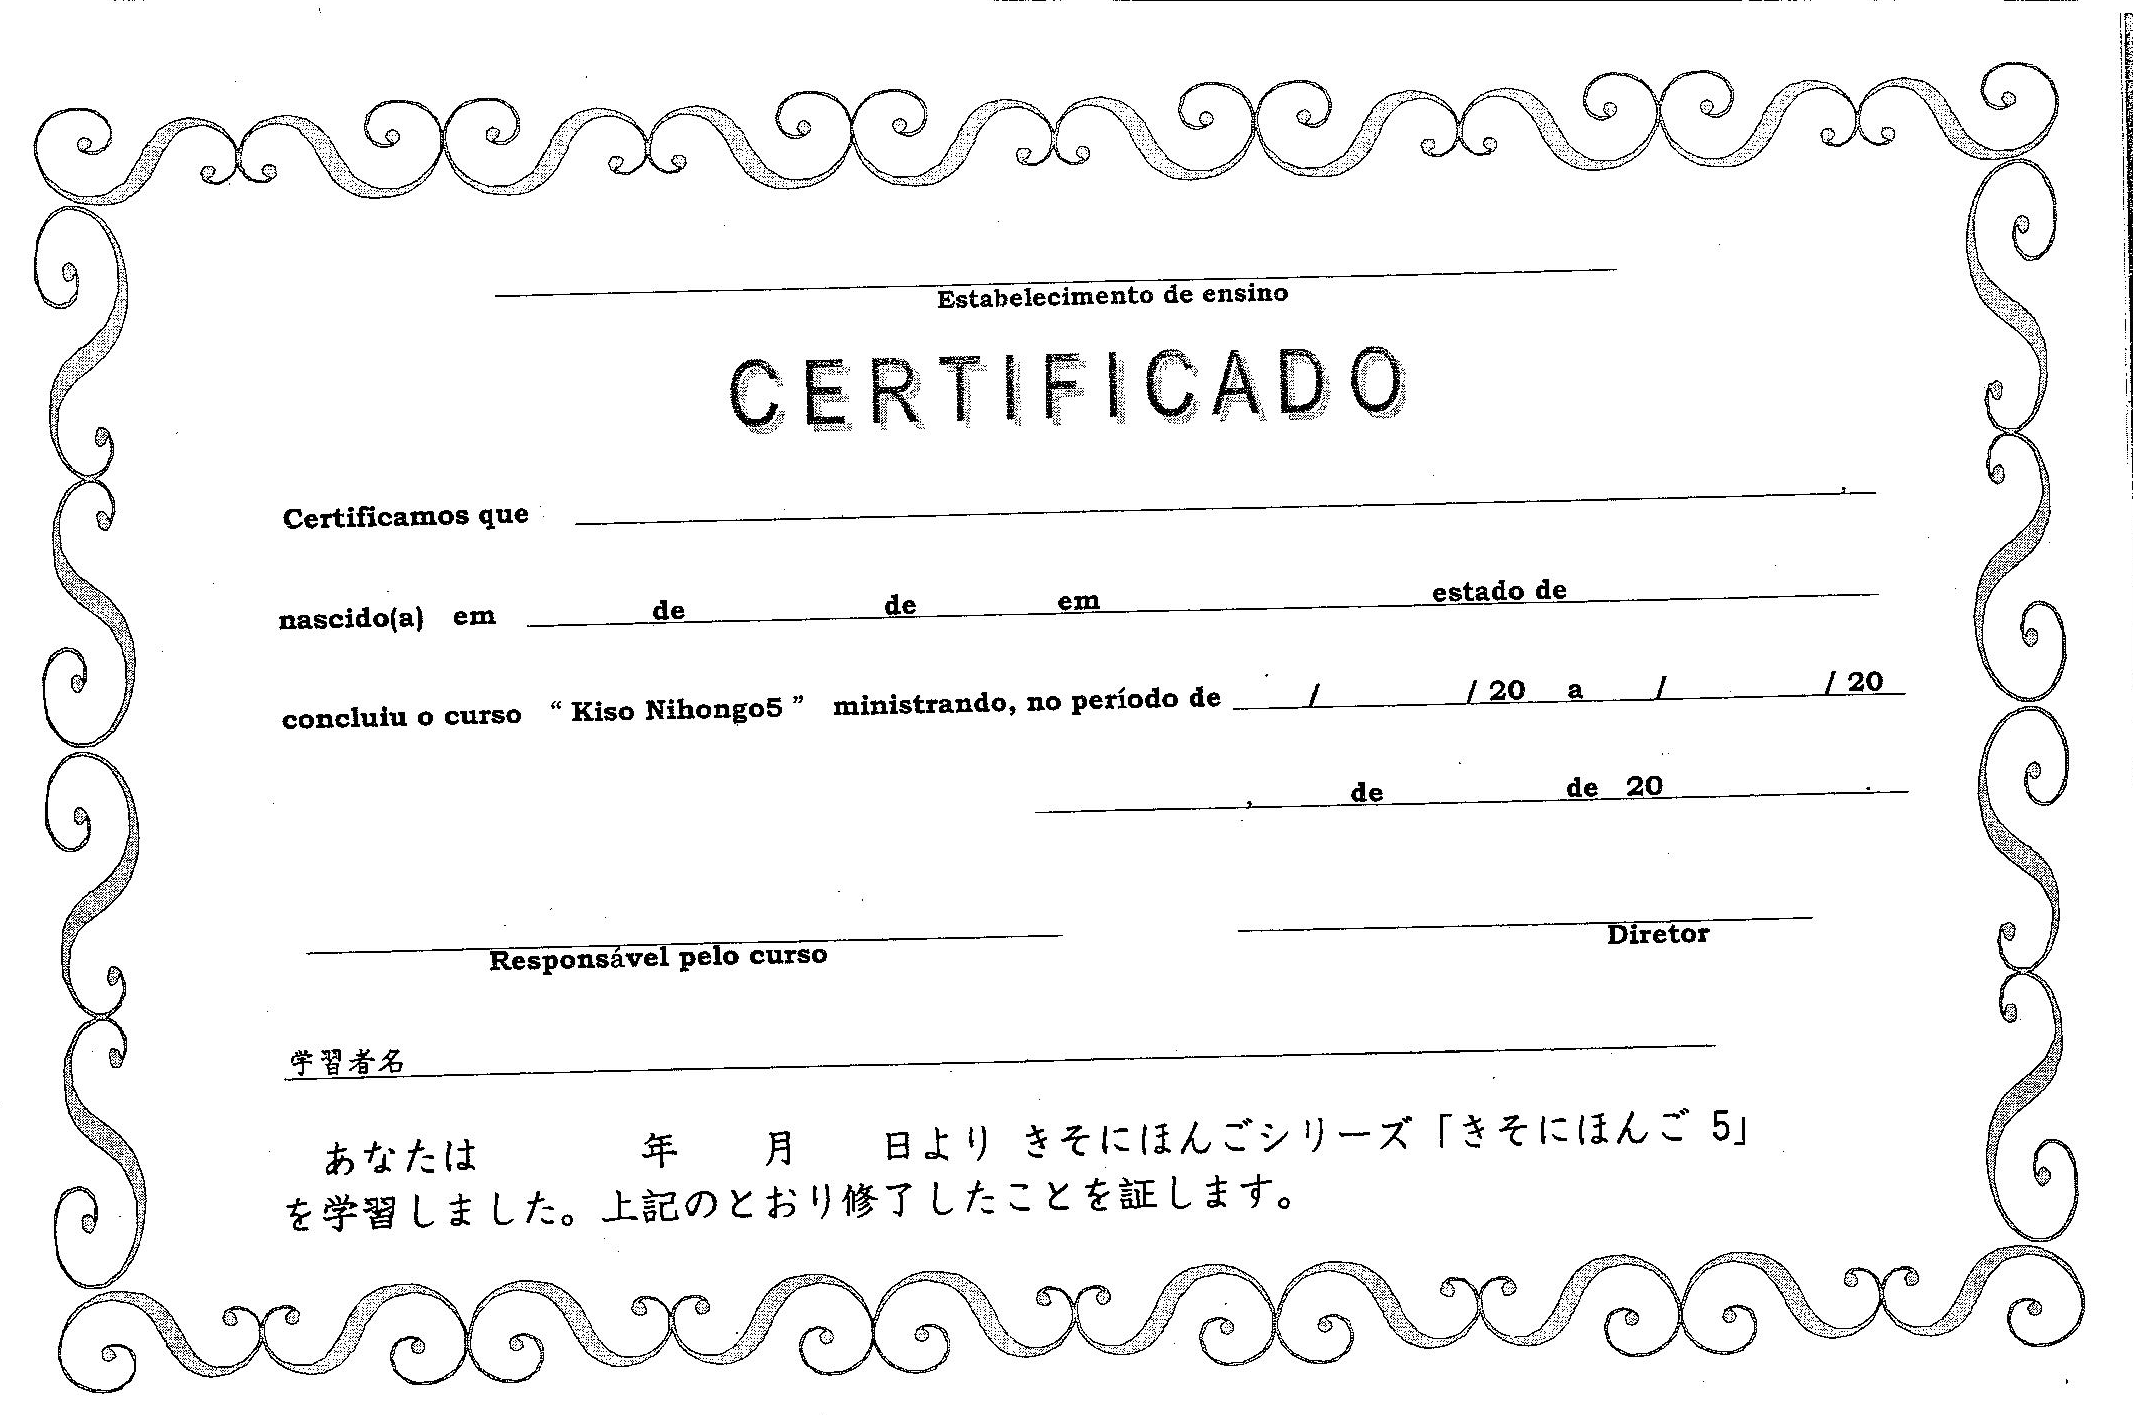 Estabelecimento de ensino
CERTIFICADO
Certificamos que ,
nascido(a) em de de em estado de
concluiu o curso “ Kiso Nihongo5 ” ministrando, no período de / / 20 a / / 20
, de de 20 .
Responsável pelo curso Diretor
学習者名
あなたは 年 月 日より きそにほんごシリーズ「きそにほんご 5」
を学習しました。上記のとおり修了したことを証します。